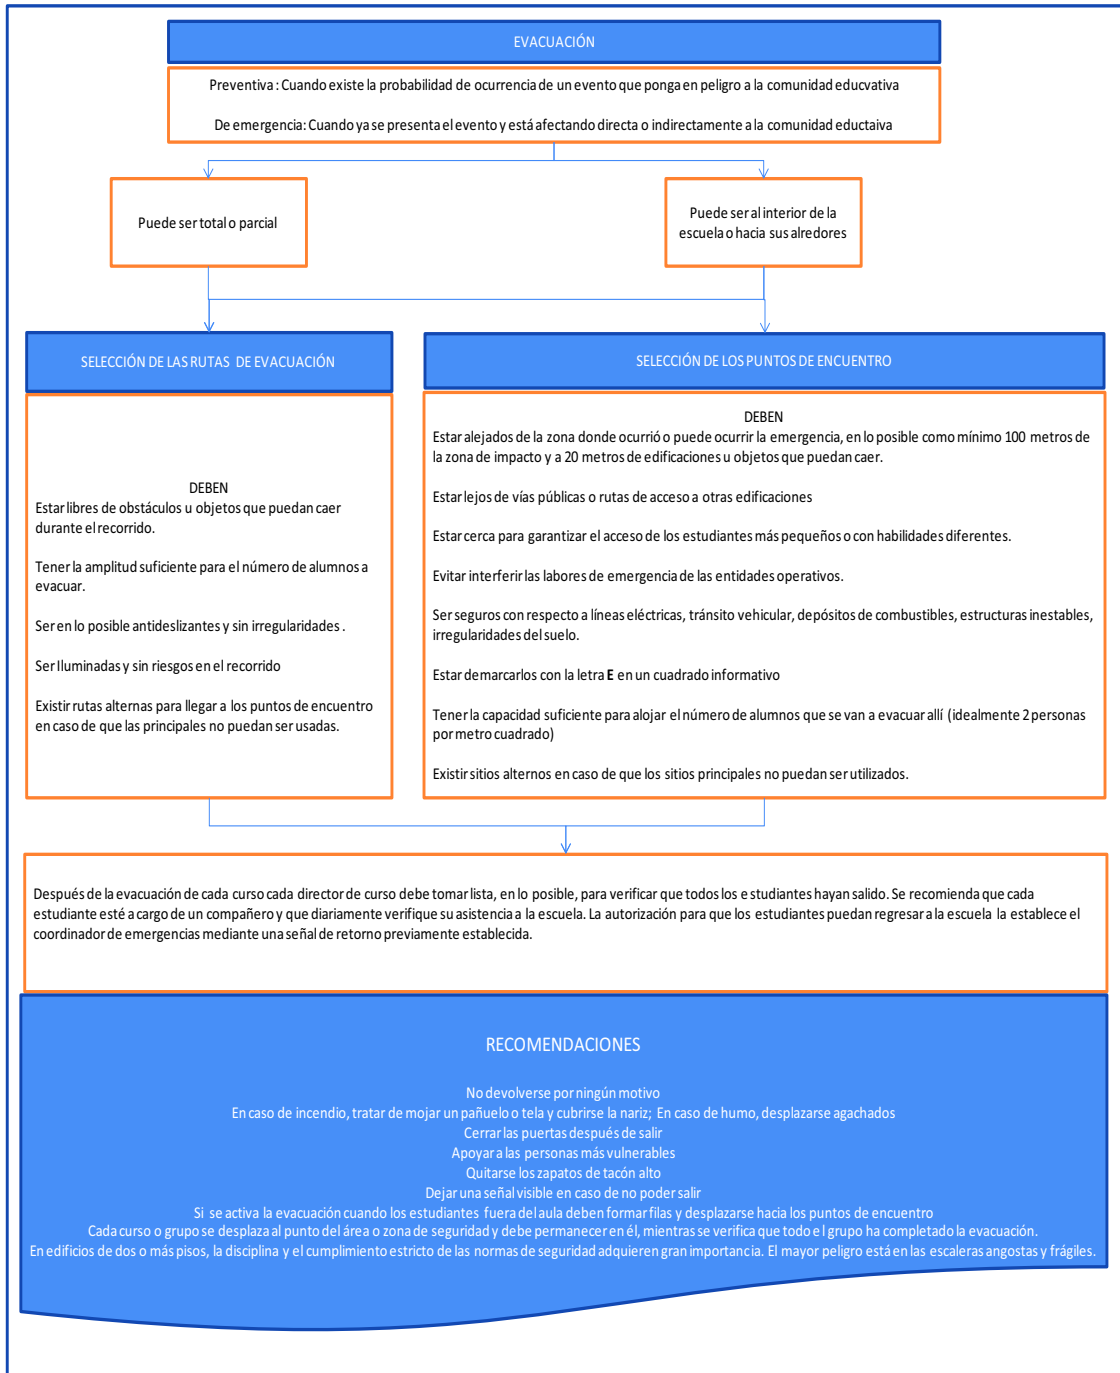 EVACUACIÓN
Preventiva : Cuando existe la probabilidad de ocurrencia de un evento que ponga en peligro a la comunidad educvativa
De emergencia: Cuando ya se presenta el evento y está afectando directa o indirectamente a la comunidad eductaiva
Puede ser total o parcial
Puede ser al interior de la
escuela o hacia sus alredores
SELECCIÓN DE LAS RUTAS DE EVACUACIÓN
DEBEN
Estar libres de obstáculos u objetos que puedan caer
durante el recorrido.
Tener la amplitud suficiente para el número de alumnos a
evacuar.
Ser en lo posible antideslizantes y sin irregularidades .
Ser Iluminadas y sin riesgos en el recorrido
Existir rutas alternas para llegar a los puntos de encuentro
en caso de que las principales no puedan ser usadas.
SELECCIÓN DE LOS PUNTOS DE ENCUENTRO
DEBEN
Estar alejados de la zona donde ocurrió o puede ocurrir la emergencia, en lo posible como mínimo 100 metros de
la zona de impacto y a 20 metros de edificaciones u objetos que puedan caer.
Estar lejos de vías públicas o rutas de acceso a otras edificaciones
Estar cerca para garantizar el acceso de los estudiantes más pequeños o con habilidades diferentes.
Evitar interferir las labores de emergencia de las entidades operativos.
Ser seguros con respecto a líneas eléctricas, tránsito vehicular, depósitos de combustibles, estructuras inestables,
irregularidades del suelo.
Estar demarcarlos con la letra E en un cuadrado informativo
Tener la capacidad suficiente para alojar el número de alumnos que se van a evacuar allí (idealmente 2 personas
por metro cuadrado)
Existir sitios alternos en caso de que los sitios principales no puedan ser utilizados.
Después de la evacuación de cada curso cada director de curso debe tomar lista, en lo posible, para verificar que todos los e studiantes hayan salido. Se recomienda que cada
estudiante esté a cargo de un compañero y que diariamente verifique su asistencia a la escuela. La autorización para que los estudiantes puedan regresar a la escuela la establece el
coordinador de emergencias mediante una señal de retorno previamente establecida.
RECOMENDACIONES
No devolverse por ningún motivo
En caso de incendio, tratar de mojar un pañuelo o tela y cubrirse la nariz; En caso de humo, desplazarse agachados
Cerrar las puertas después de salir
Apoyar a las personas más vulnerables
Quitarse los zapatos de tacón alto
Dejar una señal visible en caso de no poder salir
Si se activa la evacuación cuando los estudiantes fuera del aula deben formar filas y desplazarse hacia los puntos de encuentro
Cada curso o grupo se desplaza al punto del área o zona de seguridad y debe permanecer en él, mientras se verifica que todo e l grupo ha completado la evacuación.
En edificios de dos o más pisos, la disciplina y el cumplimiento estricto de las normas de seguridad adquieren gran importancia. El mayor peligro está en las escaleras angostas y frágiles.